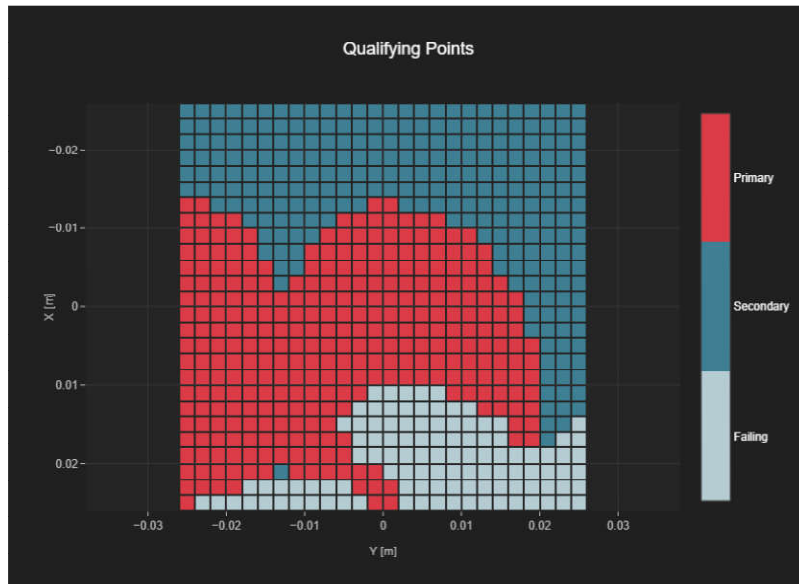 Qualifying Points
−0.02
−0.01
0
0.01
0.02
X [m]
−0.03
−0.02
−0.01
0
0.01
0.02
0.03
Y [m]
Primary
Secondary
Failing